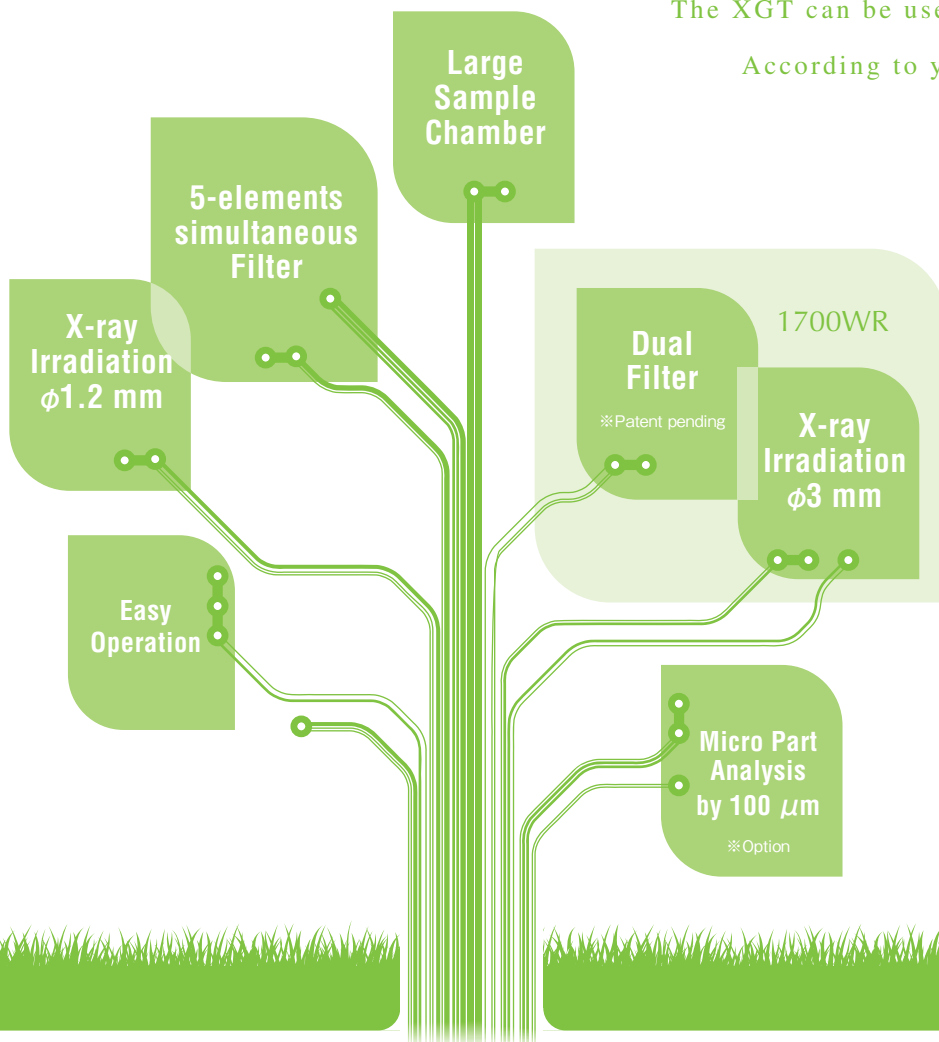 The XGT can be use
According to y
Large
Sample
Chamber
5-elements
simultaneous
Filter
X-ray
Irradiation
φ1.2 mm
1700WR
Dual
Filter
※Patent pending
X-ray
Irradiation
φ3 mm
Easy
Operation
Micro Part
Analysis
by 100 μm
※Option